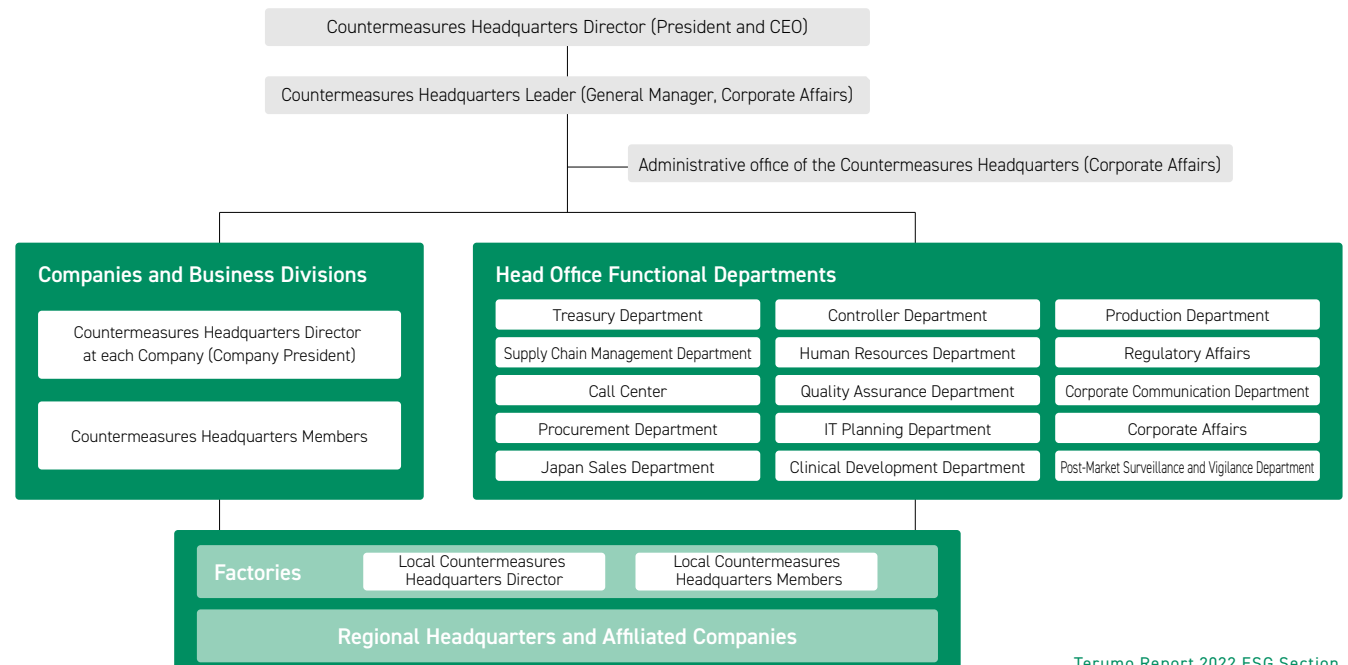 Countermeasures Headquarters Director (President and CEO)
Countermeasures Headquarters Leader (General Manager, Corporate Affairs)
Administrative office of the Countermeasures Headquarters (Corporate Affairs)
Companies and Business Divisions
Countermeasures Headquarters Director
at each Company (Company President)
Countermeasures Headquarters Members
Head Office Functional Departments
Treasury Department
Controller Department
Production Department
Supply Chain Management Department
Human Resources Department
Regulatory Affairs
Call Center
Quality Assurance Department
Corporate Communication Department
Procurement Department
IT Planning Department
Corporate Affairs
Japan Sales Department
Clinical Development Department
Post-Market Surveillance and Vigilance Department
Factories
Local Countermeasures
Headquarters Director
Local Countermeasures
Headquarters Members
Regional Headquarters and Affiliated Companies
Terumo Report 2022 ESG Section